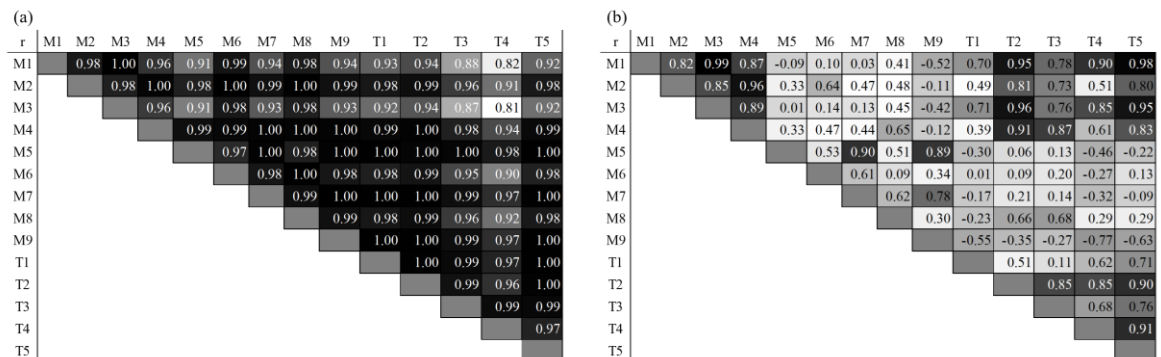 (a)
r M1 M2 M3 M4 M5 M6 M7 M8 M9 T1 T2 T3 T4 T5
M1 0.98 1.00 0.96 0.91 0.99 0.94 0.98 0.94 0.93 0.94 0.88 0.82 0.92
M2 0.98 1.00 0.98 1.00 0.99 1.00 0.99 0.98 0.99 0.96 0.91 0.98
M3 0.96 0.91 0.98 0.93 0.98 0.93 0.92 0.94 0.87 0.81 0.92
M4 0.99 0.99 1.00 1.00 1.00 0.99 1.00 0.98 0.94 0.99
M5 0.97 1.00 0.98 1.00 1.00 1.00 1.00 0.98 1.00
M6 0.98 1.00 0.98 0.98 0.99 0.95 0.90 0.98
M7 0.99 1.00 1.00 1.00 0.99 0.97 1.00
M8 0.99 0.98 0.99 0.96 0.92 0.98
M9 1.00 1.00 0.99 0.97 1.00
T1 1.00 0.99 0.97 1.00
T2 0.99 0.96 1.00
T3 0.99 0.99
T4 0.97
T5
(b)
r M1 M2 M3 M4 M5 M6 M7 M8 M9 T1 T2 T3 T4 T5
M1 0.82 0.99 0.87 -0.09 0.10 0.03 0.41 -0.52 0.70 0.95 0.78 0.90 0.98
M2 0.85 0.96 0.33 0.64 0.47 0.48 -0.11 0.49 0.81 0.73 0.51 0.80
M3 0.89 0.01 0.14 0.13 0.45 -0.42 0.71 0.96 0.76 0.85 0.95
M4 0.33 0.47 0.44 0.65 -0.12 0.39 0.91 0.87 0.61 0.83
M5 0.53 0.90 0.51 0.89 -0.30 0.06 0.13 -0.46 -0.22
M6 0.61 0.09 0.34 0.01 0.09 0.20 -0.27 0.13
M7 0.62 0.78 -0.17 0.21 0.14 -0.32 -0.09
M8 0.30 -0.23 0.66 0.68 0.29 0.29
M9 -0.55 -0.35 -0.27 -0.77 -0.63
T1 0.51 0.11 0.62 0.71
T2 0.85 0.85 0.90
T3 0.68 0.76
T4 0.91
T5